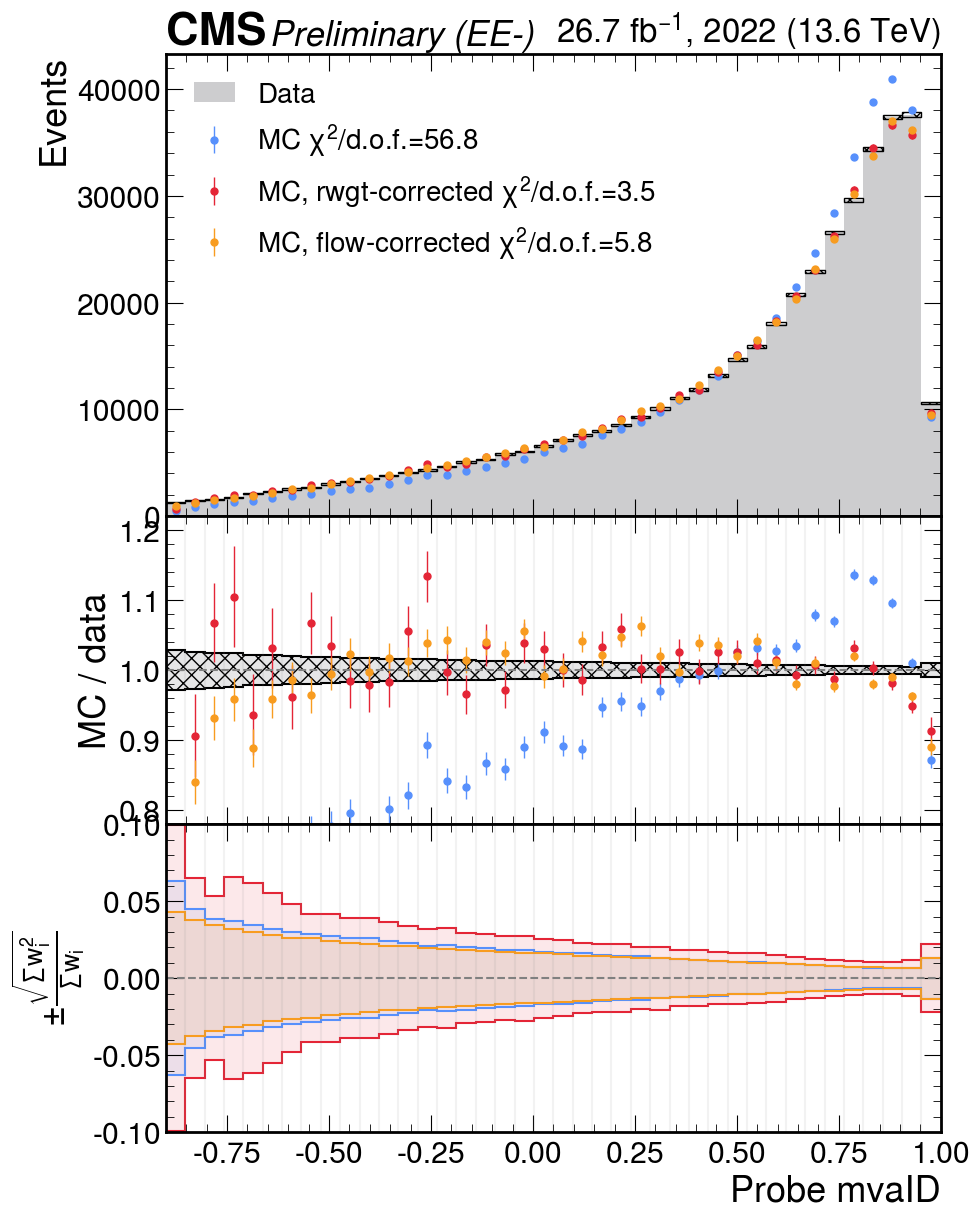 CMS Preliminary (EE-) 26.7 fb⁻¹, 2022 (13.6 TeV)
Events
40000
30000
20000
10000
0
Data
MC χ²/d.o.f.=56.8
MC, rwgt-corrected χ²/d.o.f.=3.5
MC, flow-corrected χ²/d.o.f.=5.8
MC / data
1.2
1.1
1.0
0.9
0.8
±√(Σwᵢ²)/Σwᵢ
0.10
0.05
0.00
-0.05
-0.10
-0.75 -0.50 -0.25 0.00 0.25 0.50 0.75 1.00
Probe mvaID